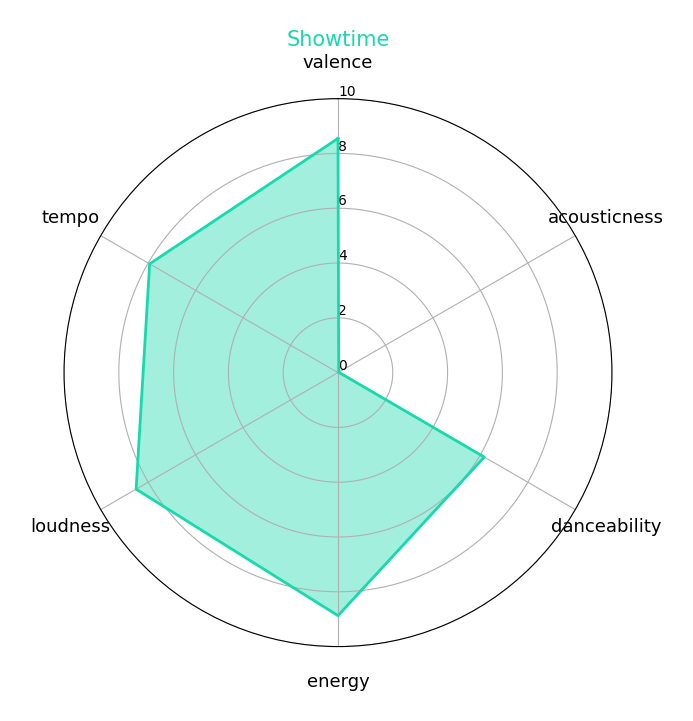 Showtime
valence
10
8
6
4
2
0
tempo
acousticness
loudness
danceability
energy